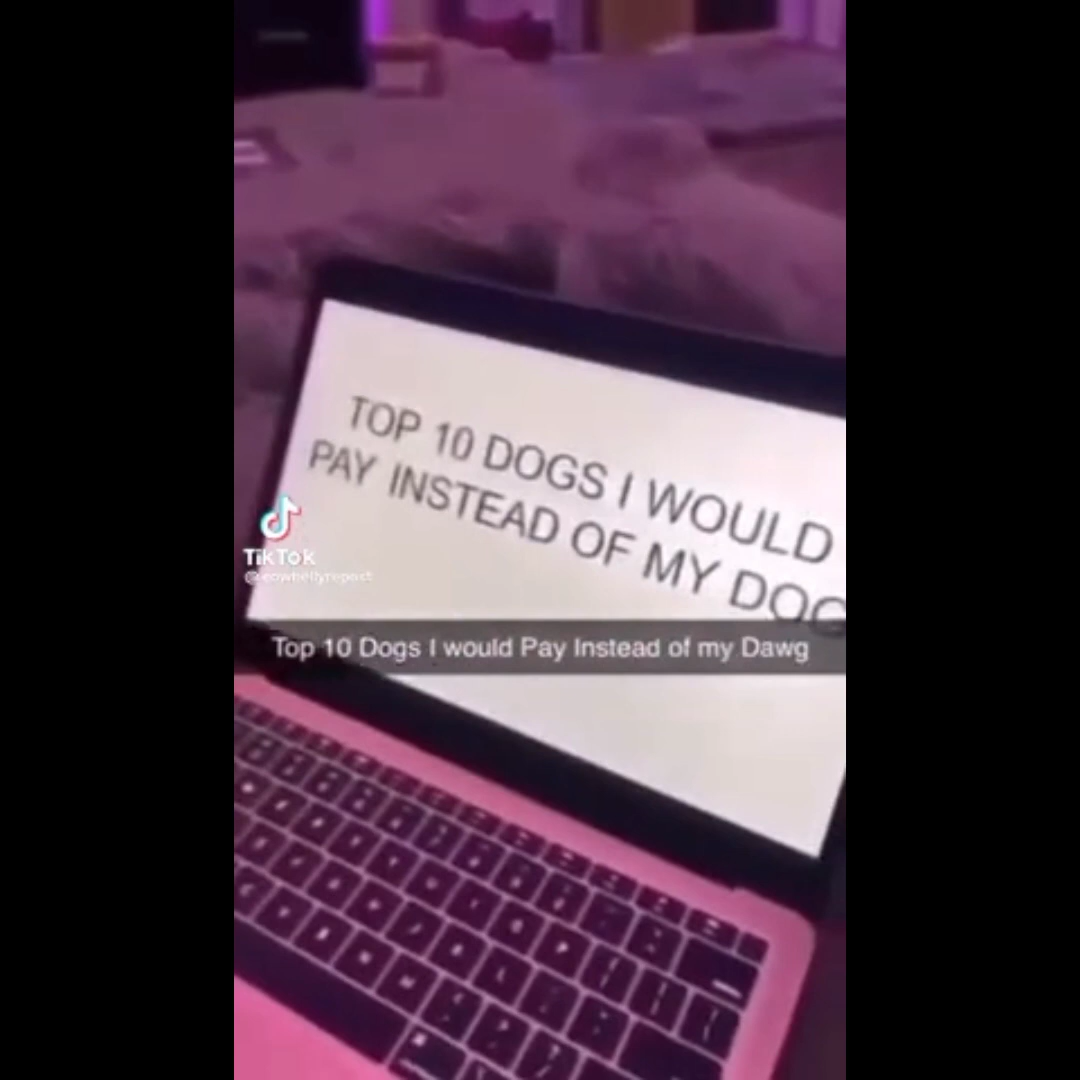 TOP 10 DOGS I WOULD
PAY INSTEAD OF MY DOG
TikTok
Top 10 Dogs I would Pay Instead of my Dawg